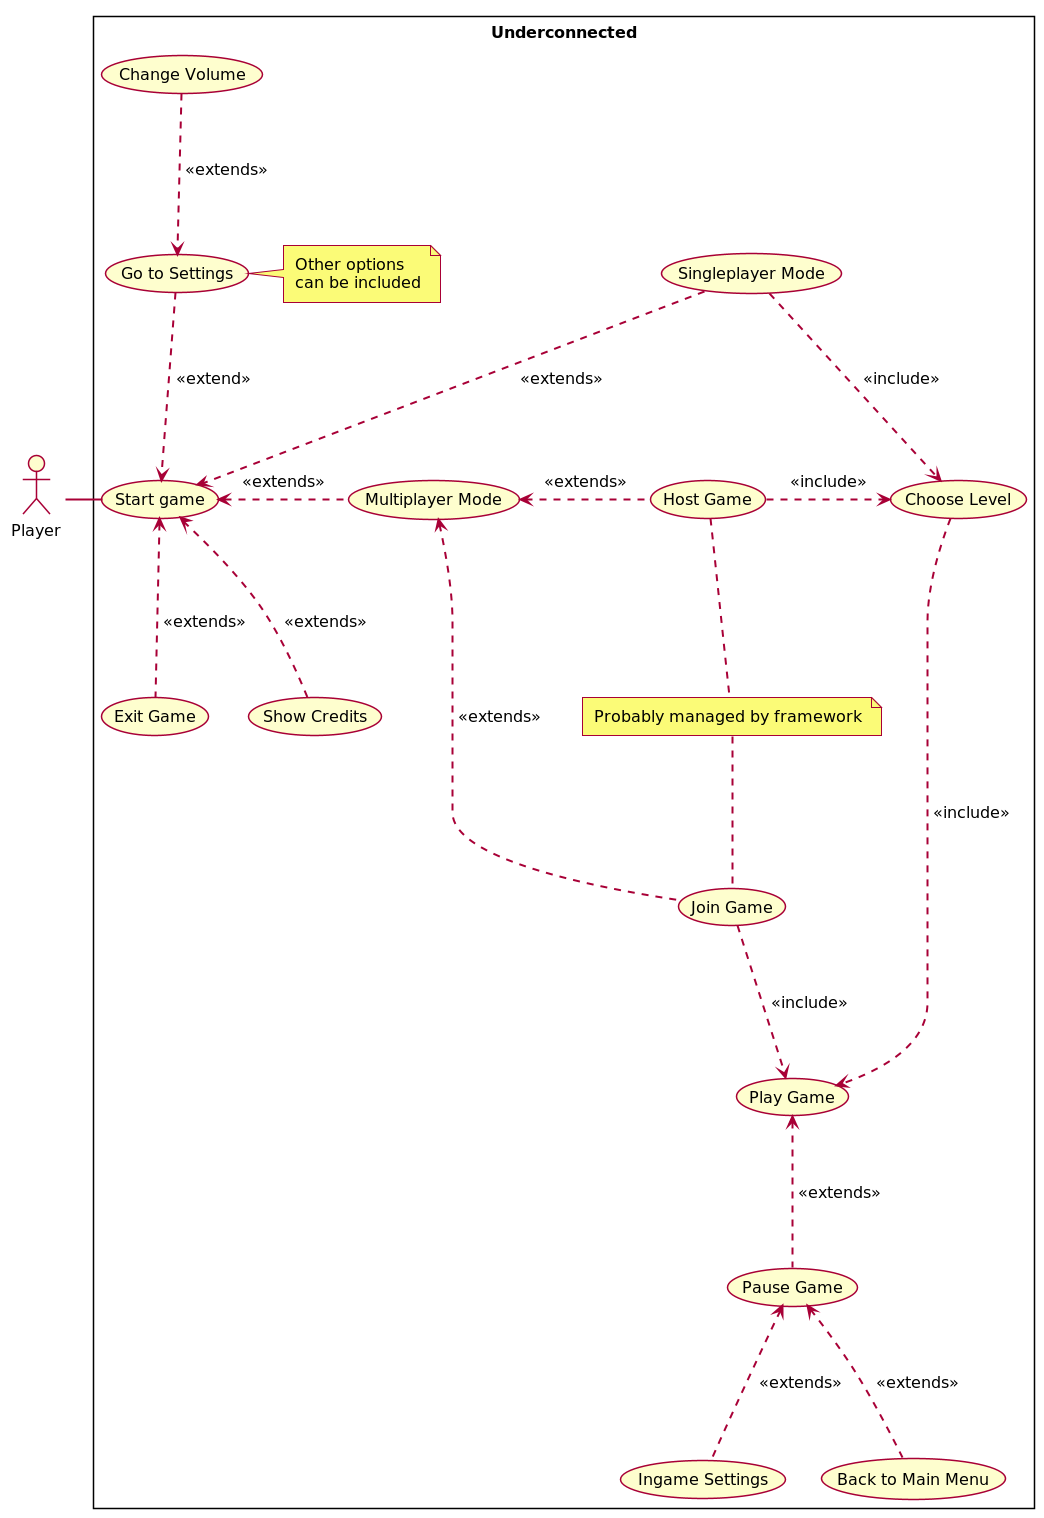 Underconnected
Change Volume
«extends»
Go to Settings
Other options
can be included
Singleplayer Mode
«extend»
«extends»
«include»
Player
Start game
«extends»
Multiplayer Mode
«extends»
Host Game
«include»
Choose Level
«extends»
«extends»
Exit Game
Show Credits
«extends»
Probably managed by framework
«include»
Join Game
«include»
Play Game
«extends»
Pause Game
«extends»
«extends»
Ingame Settings
Back to Main Menu